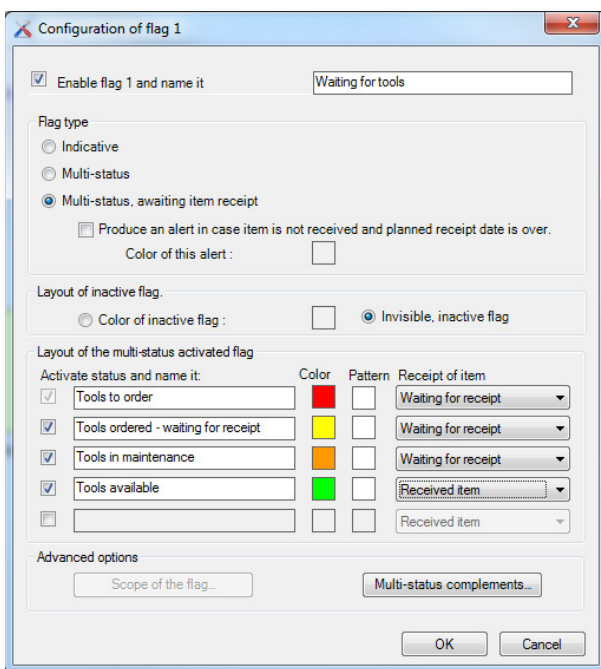 Configuration of flag 1
Enable flag 1 and name it Waiting for tools
Flag type
Indicative
Multi-status
Multi-status, awaiting item receipt
Produce an alert in case item is not received and planned receipt date is over.
Color of this alert :
Layout of inactive flag.
Color of inactive flag : Invisible, inactive flag
Layout of the multi-status activated flag
Activate status and name it: Color Pattern Receipt of item
Tools to order Waiting for receipt
Tools ordered - waiting for receipt Waiting for receipt
Tools in maintenance Waiting for receipt
Tools available Received item
Received item
Advanced options
Scope of the flag... Multi-status complements...
OK Cancel